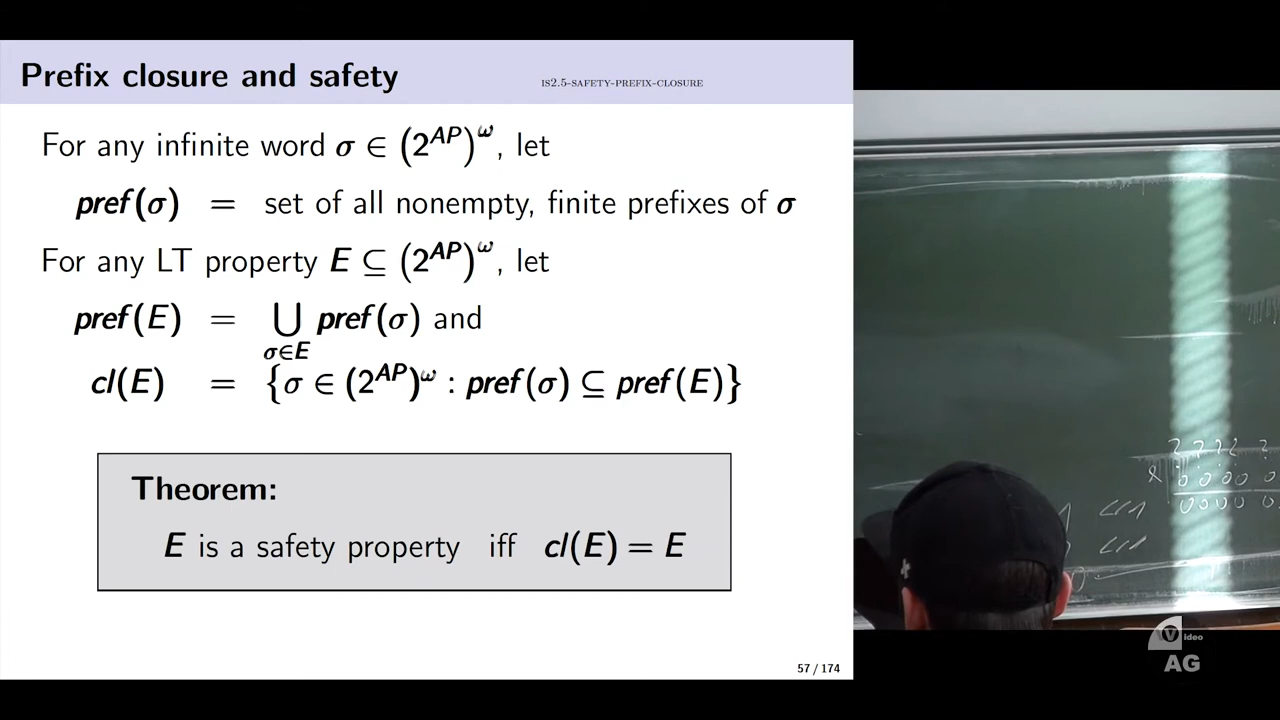 Prefix closure and safety
IS2.5-SAFETY-PREFIX-CLOSURE
For any infinite word σ ∈ (2^AP)^ω, let
pref(σ) = set of all nonempty, finite prefixes of σ
For any LT property E ⊆ (2^AP)^ω, let
pref(E) = ⋃_{σ∈E} pref(σ) and
cl(E) = {σ ∈ (2^AP)^ω : pref(σ) ⊆ pref(E)}
Theorem:
E is a safety property iff cl(E) = E
57 / 174
Video
AG